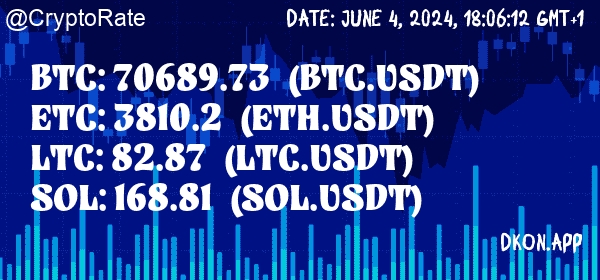 @CryptoRate
DATE: JUNE 4, 2024, 18:06:12 GMT+1
BTC: 70689.73 (BTC.USDT)
ETC: 3810.2 (ETH.USDT)
LTC: 82.87 (LTC.USDT)
SOL: 168.81 (SOL.USDT)
DKON.APP